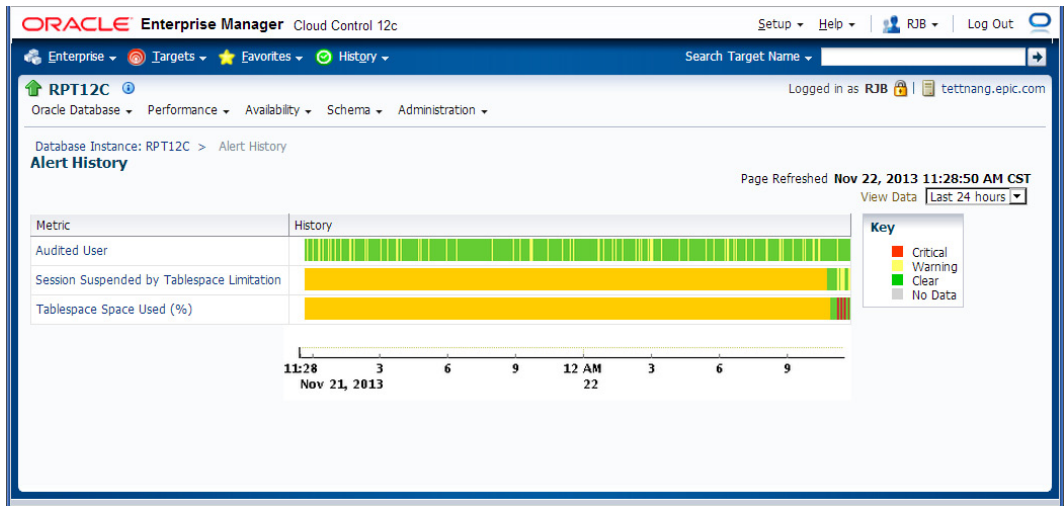 ORACLE Enterprise Manager Cloud Control 12c Setup Help RJB Log Out
Enterprise Targets Favorites History Search Target Name
RPT12C Logged in as RJB tettnang.epic.com
Oracle Database Performance Availability Schema Administration
Database Instance: RPT12C > Alert History
Alert History
Page Refreshed Nov 22, 2013 11:28:50 AM CST
View Data Last 24 hours
Metric History
Audited User
Session Suspended by Tablespace Limitation
Tablespace Space Used (%)
Key
Critical
Warning
Clear
No Data
11:28 3 6 9 12 AM 3 6 9
Nov 21, 2013 22